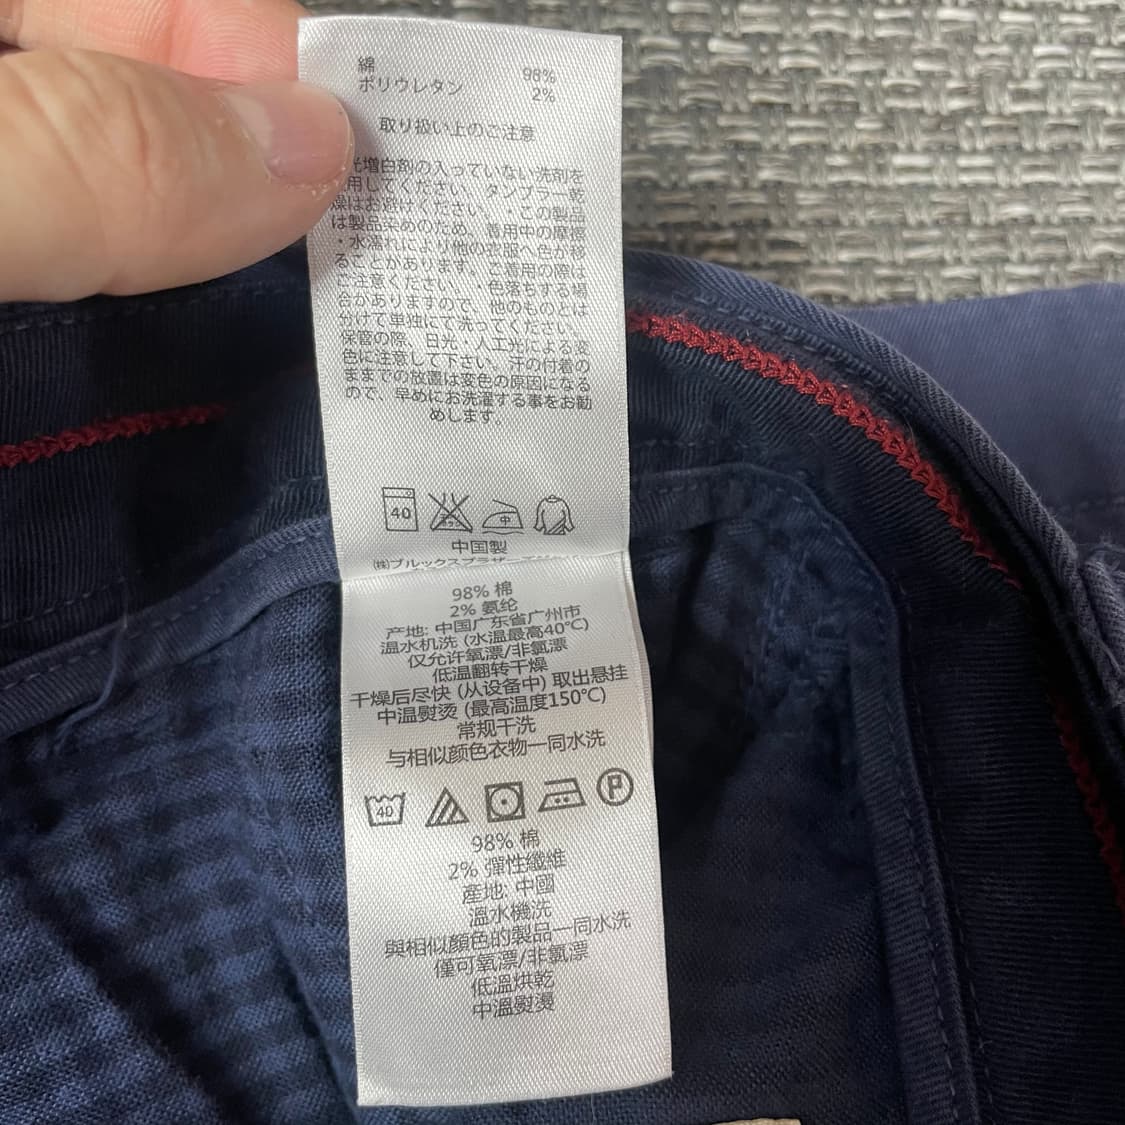 綿 98%
ポリウレタン 2%
取り扱い上のご注意
光増白剤の入っていない洗剤を
用してください、タンブラー乾
燥はお避けください。・この製品
は製品染めのため、着用中の摩擦
・水濡れにより他の衣服へ色が移
ることがあります。ご着用の際は
ご注意ください。・色落ちする場
合がありますので、他のものとは
分けて単独にて洗ってください。
保管の際、日光・人工光による変
色に注意して下さい。汗の付着の
ままでの放置は変色の原因になる
ので、早めにお洗濯する事をお勧
めします。
40
中
中国製
(株)ブルックス
98% 棉
2% 氨纶
产地: 中国广东省广州市
温水机洗 (水温最高40℃)
仅允许氧漂/非氯漂
低温翻转干燥
干燥后尽快 (从设备中) 取出悬挂
中温熨烫 (最高温度150℃)
常规干洗
与相似颜色衣物一同水洗
40
P
98% 棉
2% 彈性纖維
產地: 中國
溫水機洗
與相似顏色的製品一同水洗
僅可氧漂/非氯漂
低溫烘乾
中溫熨燙